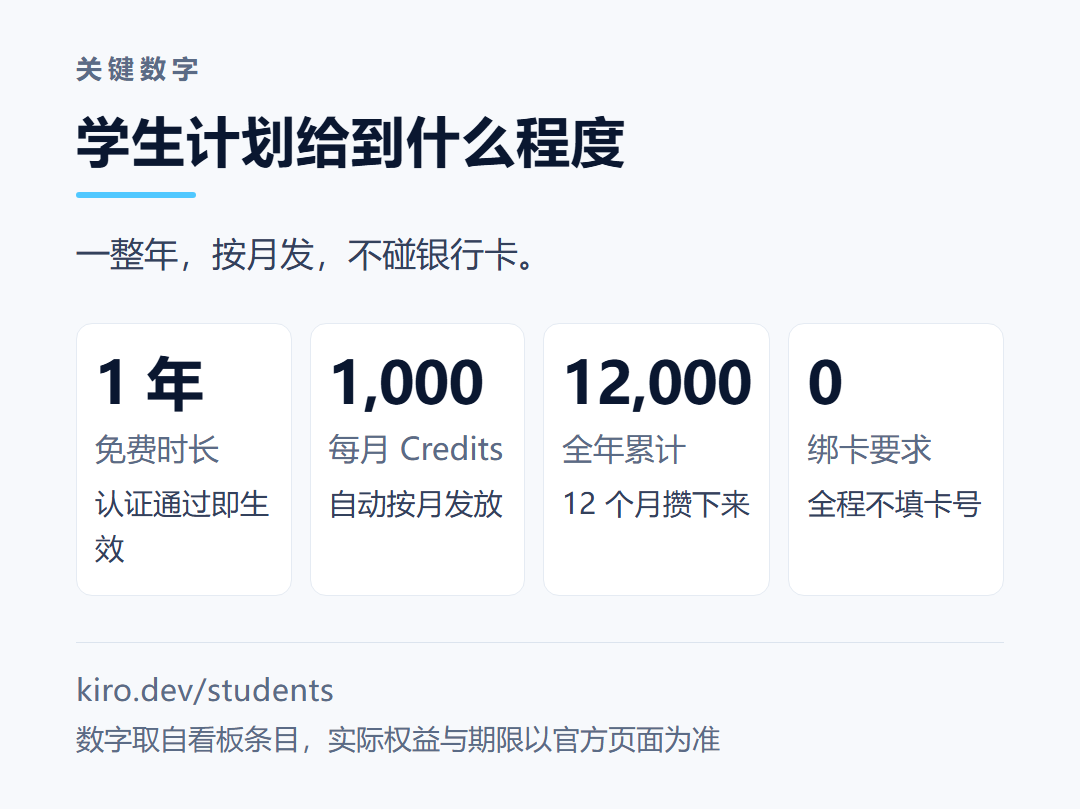 关键数字
学生计划给到什么程度
一整年，按月发，不碰银行卡。
1 年
免费时长
认证通过即生
效
1,000
每月 Credits
自动按月发放
12,000
全年累计
12 个月攒下来
0
绑卡要求
全程不填卡号
kiro.dev/students
数字取自看板条目，实际权益与期限以官方页面为准